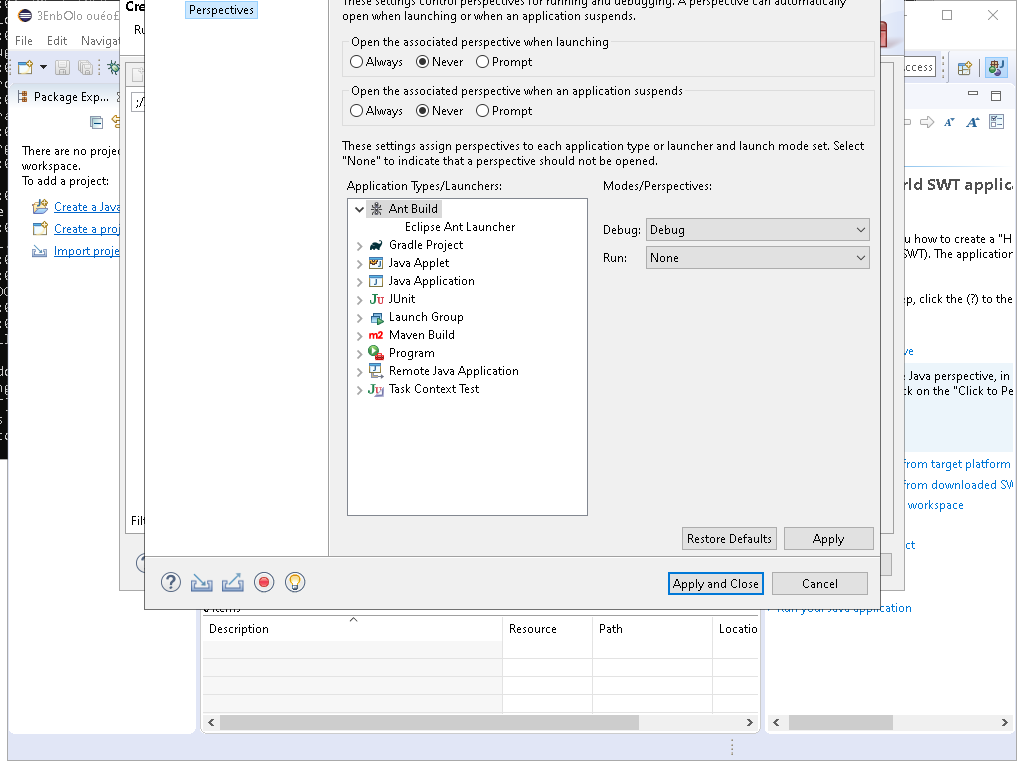 3EnbOlo
Cre
Perspectives
These settings control perspectives for running and debugging. A perspective can automatically
open when launching or when an application suspends.
File Edit Navigat
Ru
Open the associated perspective when launching
Always Never Prompt
ccess
Open the associated perspective when an application suspends
Always Never Prompt
Package Exp...
There are no proje
workspace.
To add a project:
Create a Java
Create a proj
Import proje
These settings assign perspectives to each application type or launcher and launch mode set. Select
"None" to indicate that a perspective should not be opened.
Application Types/Launchers:
Modes/Perspectives:
Ant Build
Eclipse Ant Launcher
Gradle Project
Java Applet
Java Application
JUnit
Launch Group
Maven Build
Program
Remote Java Application
Task Context Test
Debug: Debug
Run: None
rld SWT applic
u how to create a "H
SWT). The application
ep, click the (?) to the
ve
e Java perspective, in
ck on the "Click to Pe
from target platform
from downloaded SW
workspace
ct
Filt
Restore Defaults Apply
Apply and Close Cancel
0 items
Run your Java application
Description Resource Path Locatio